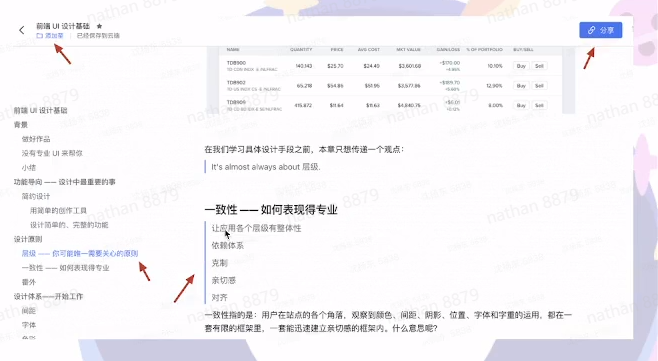 前端 UI 设计基础
添加至
已经保存到云端
分享
NAME QUANTITY PRICE AVG COST MKT VALUE GAIN/LOSS % OF PORTFOLIO BUY/SELL
TDB900 140.143 $25.70 $24.49 $3,601.68 10.10% Buy Sell
TDB902 65.218 $54.86 $51.95 $3,577.86 12.90% Buy Sell
TDB909 415.872 $11.64 $11.63 $4,840.75 8.00% Buy Sell
前端 UI 设计基础
背景
做好作品
没有专业 UI 来帮你
小结
功能导向 —— 设计中最重要的事
简约设计
用简单的创作工具
设计简单的、完整的功能
设计原则
层级 —— 你可能唯一需要关心的原则
一致性 —— 如何表现得专业
番外
设计体系——开始工作
间距
字体
在我们学习具体设计手段之前，本章只想传递一个观点：
It's almost always about 层级.
一致性 —— 如何表现得专业
让应用各个层级有整体性
依赖体系
克制
亲切感
对齐
一致性指的是：用户在站点的各个角落，观察到颜色、间距、阴影、位置、字体和字重的运用，都在一
套有限的框架里，一套能迅速建立亲切感的框架内。什么意思呢？
nathan 8879